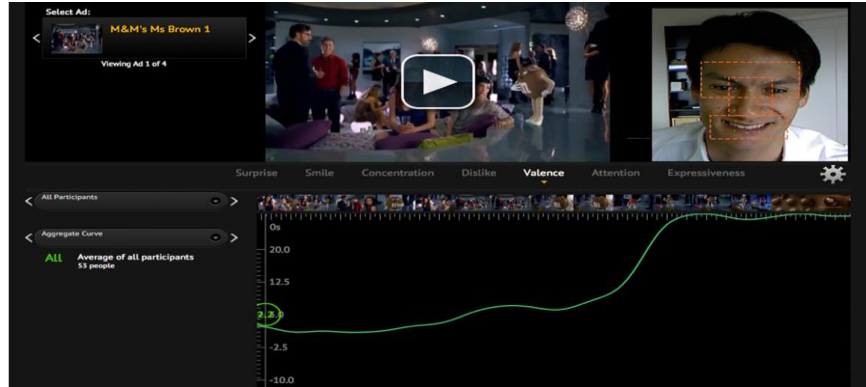 Select Ad:
M&M's Ms Brown 1
Viewing Ad 1 of 4
Surprise Smile Concentration Dislike Valence Attention Expressiveness
All Participants
Aggregate Curve
All Average of all participants
53 people
0s
20.0
12.5
-2.5
-10.0